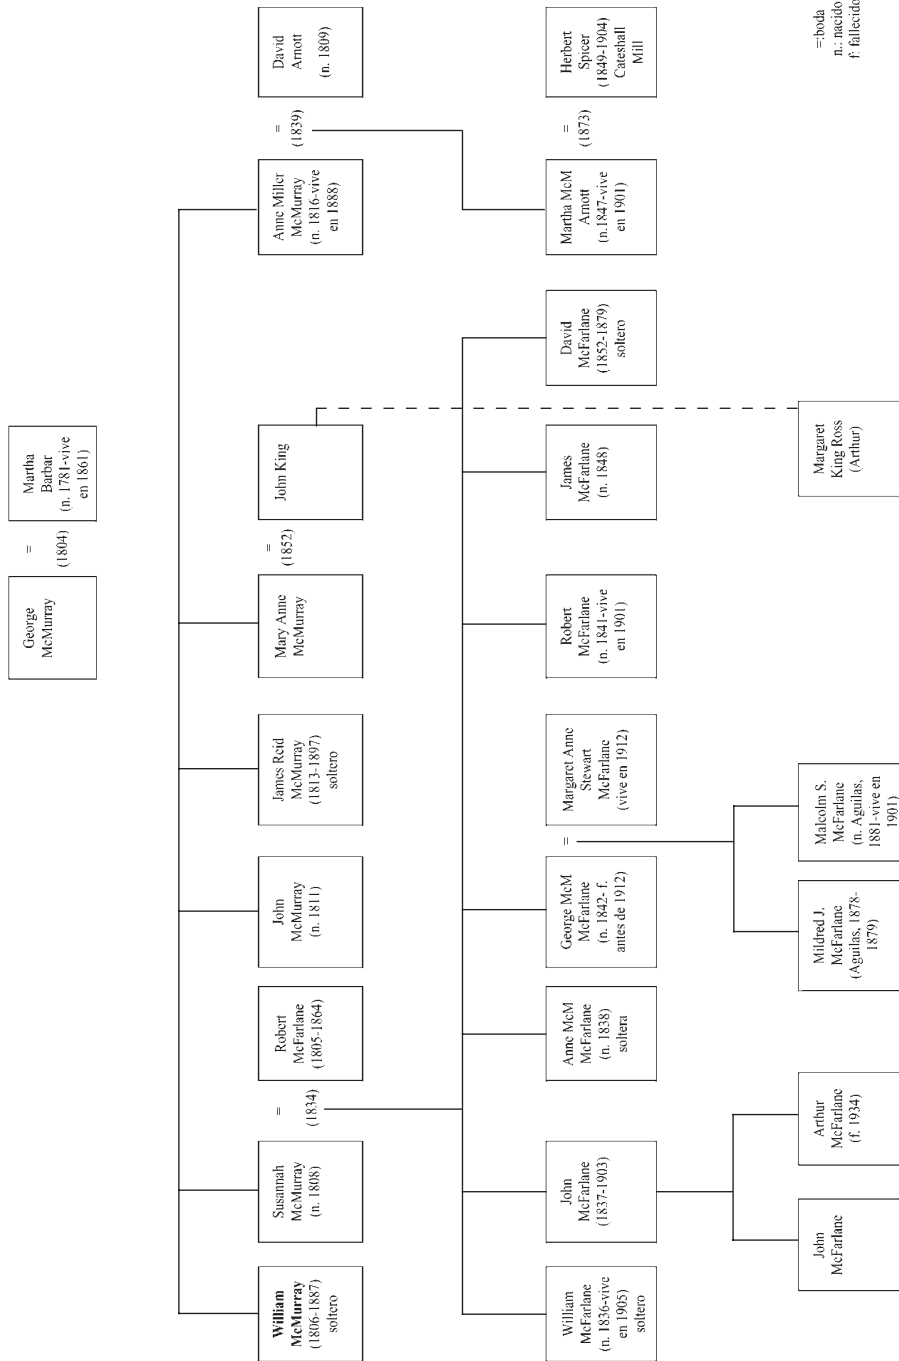 George
McMurray
=
(1804)
Martha
Barbar
(n. 1781-vive
en 1861)
William
McMurray
(1806-1887)
soltero
Susannah
McMurray
(n. 1808)
=
(1834)
Robert
McFarlane
(1805-1864)
John
McMurray
(n. 1811)
James Reid
McMurray
(1813-1897)
soltero
Mary Anne
McMurray
=
(1852)
John King
Anne Miller
McMurray
(n. 1816-vive
en 1888)
=
(1839)
David
Arnott
(n. 1809)
William
McFarlane
(n. 1836-vive
en 1905)
soltero
John
McFarlane
(1837-1903)
Anne McM
McFarlane
(n. 1838)
soltera
George McM
McFarlane
(n. 1842- f.
antes de 1912)
=
Margaret Anne
Stewart
McFarlane
(vive en 1912)
Robert
McFarlane
(n. 1841-vive
en 1901)
James
McFarlane
(n. 1848)
David
McFarlane
(1852-1879)
soltero
Martha McM
Arnott
(n.1847-vive
en 1901)
=
(1873)
Herbert
Spicer
(1849-1904)
Cateshall
Mill
John
McFarlane
Arthur
McFarlane
(f. 1934)
Mildred J.
McFarlane
(Aguilas, 1878-
1879)
Malcolm S.
McFarlane
(n. Aguilas,
1881-vive en
1901)
Margaret
King Ross
(Arthur)
=:boda
n.: nacido
f: fallecido